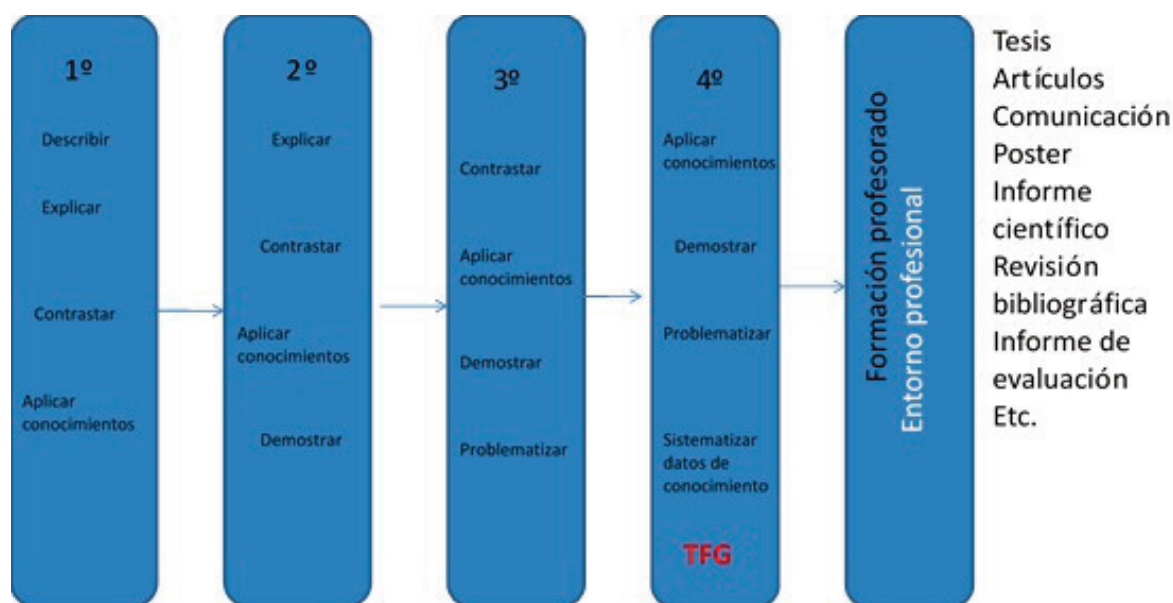 1º
Describir
Explicar
Contrastar
Aplicar
conocimientos
2º
Explicar
Contrastar
Aplicar
conocimientos
Demostrar
3º
Contrastar
Aplicar
conocimientos
Demostrar
Problematizar
4º
Aplicar
conocimientos
Demostrar
Problematizar
Sistematizar
datos de
conocimiento
TFG
Formación profesorado
Entorno profesional
Tesis
Artículos
Comunicación
Poster
Informe
científico
Revisión
bibliográfica
Informe de
evaluación
Etc.